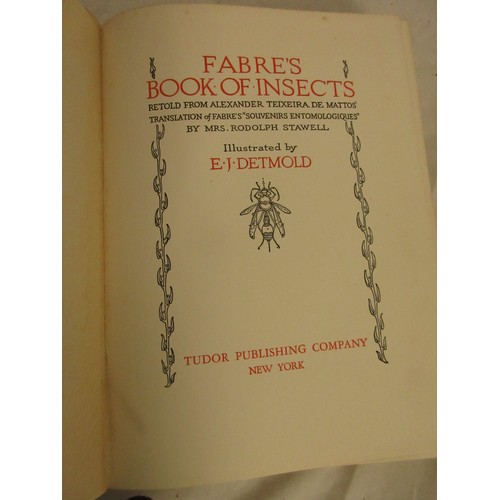 FABRE'S
BOOK·OF·INSECTS
RETOLD FROM ALEXANDER TEIXEIRA DE MATTOS'
TRANSLATION of FABRE'S "SOUVENIRS ENTOMOLOGIQUES"
BY MRS. RODOLPH STAWELL
Illustrated by
E·J·DETMOLD
TUDOR PUBLISHING COMPANY
NEW YORK